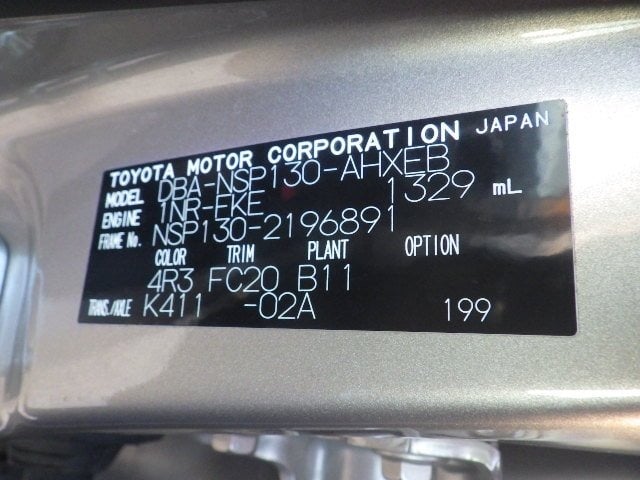 TOYOTA MOTOR CORPORATION JAPAN
MODEL DBA-NSP130-AHXEB
ENGINE 1NR-FKE 1329 mL
FRAME No. NSP130-2196891
COLOR TRIM PLANT OPTION
4R3 FC20 B11
TRANS./AXLE K411 -02A 199